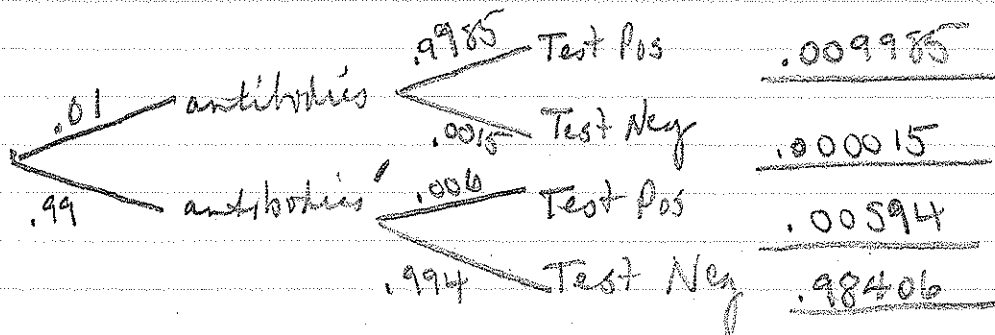 .9985 Test Pos .009985
.01 antibodies
.0015 Test Neg .000015
.99 antibodies' .006 Test Pos .00594
.994 Test Neg .98406